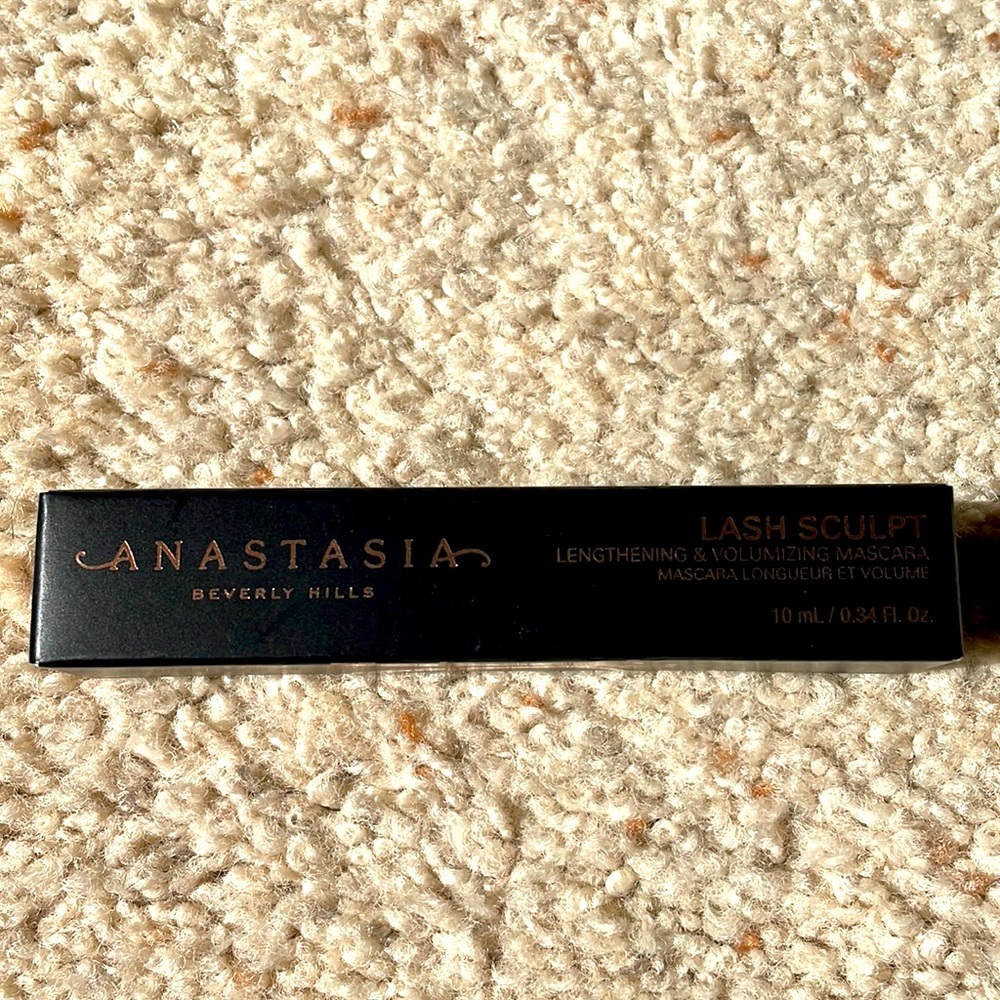 ANASTASIA
BEVERLY HILLS
LASH SCULPT
LENGTHENING & VOLUMIZING MASCARA
MASCARA LONGUEUR ET VOLUME
10 mL / 0.34 Fl. Oz.